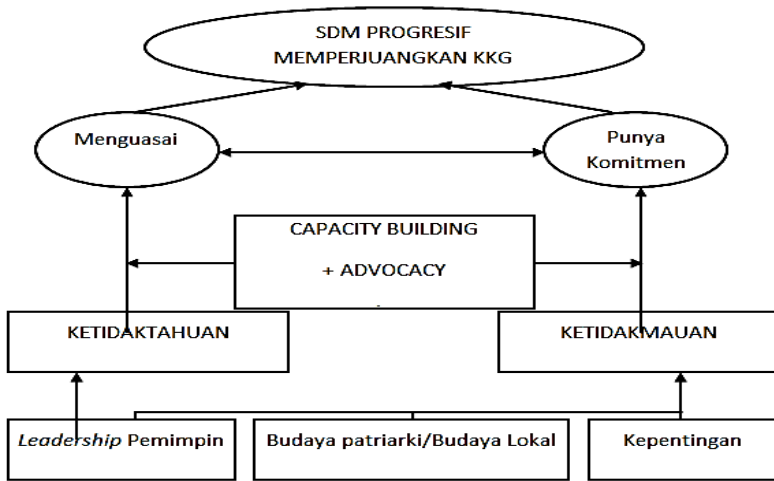 SDM PROGRESIF
MEMPERJUANGKAN KKG
Menguasai
Punya
Komitmen
CAPACITY BUILDING
+ ADVOCACY
.
KETIDAKTAHUAN
KETIDAKMAUAN
Leadership Pemimpin
Budaya patriarki/Budaya Lokal
Kepentingan